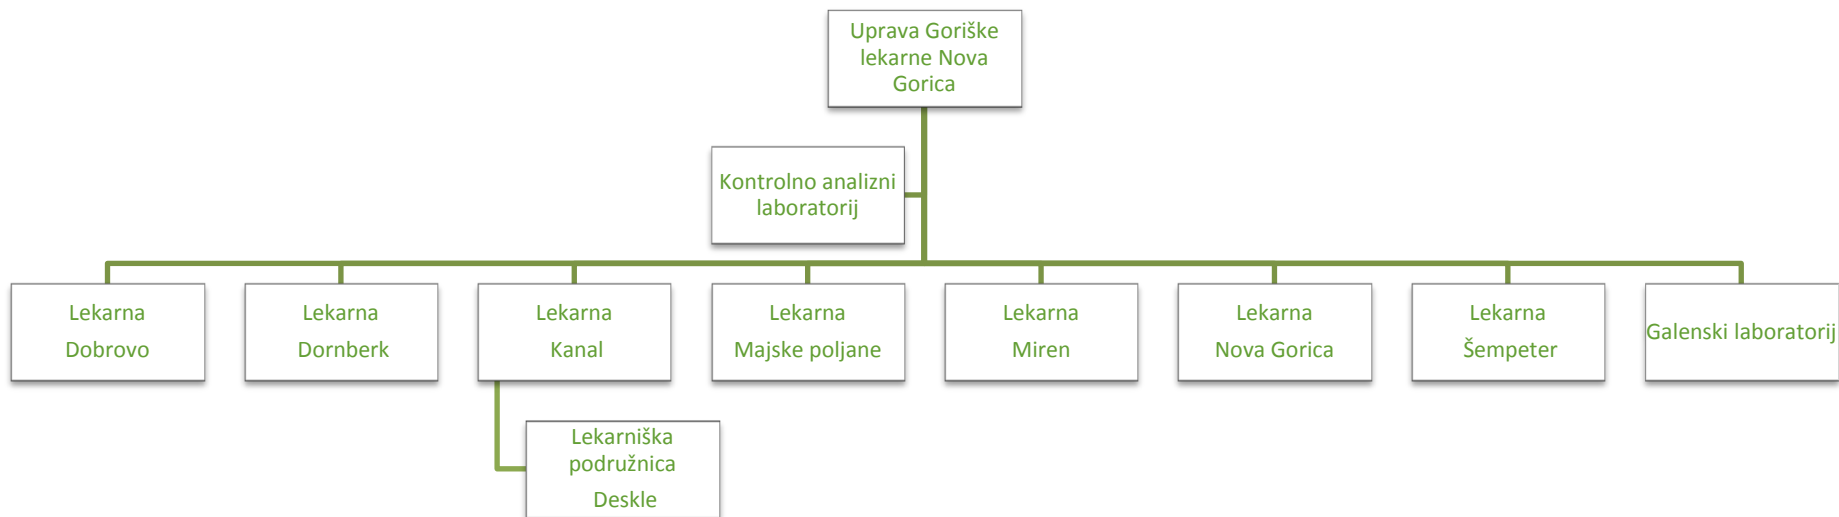 Uprava Goriške
lekarne Nova
Gorica
Kontrolno analizni
laboratorij
Lekarna
Dobrovo
Lekarna
Dornberk
Lekarna
Kanal
Lekarna
Majske poljane
Lekarna
Miren
Lekarna
Nova Gorica
Lekarna
Šempeter
Galenski laboratorij
Lekarniška
podružnica
Deskle